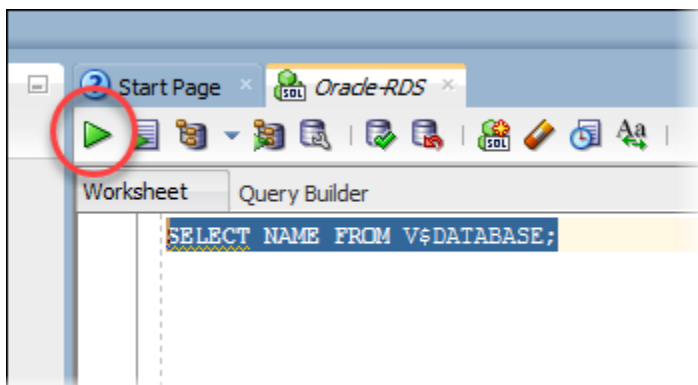 Start Page Oracle-RDS
Worksheet Query Builder
SELECT NAME FROM V$DATABASE;